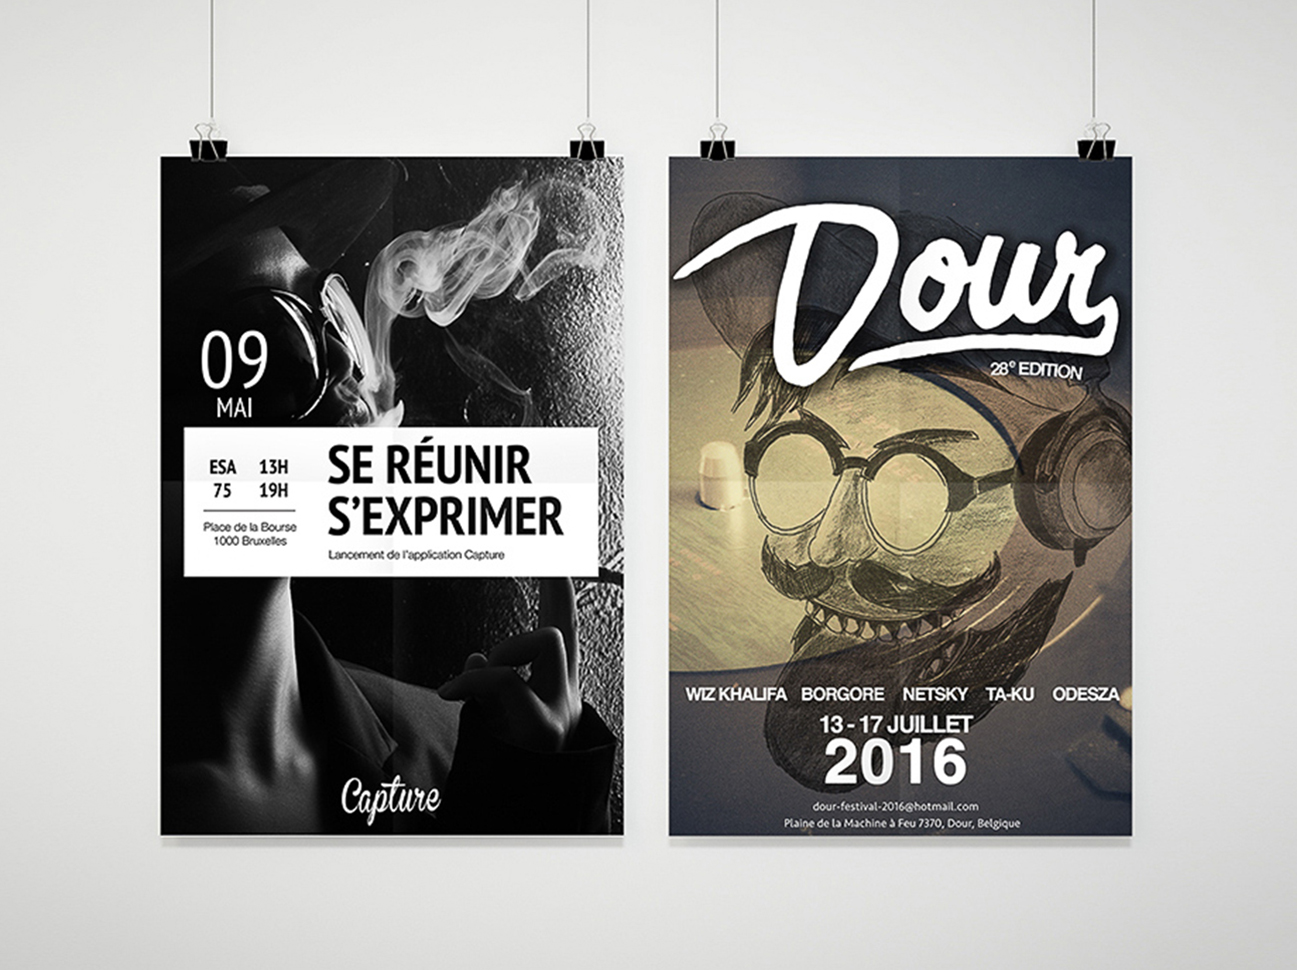 09
MAI
ESA 13H
75 19H
Place de la Bourse
1000 Bruxelles
SE RÉUNIR
S'EXPRIMER
Lancement de l'application Capture
Capture
Dour
28e EDITION
WIZ KHALIFA BORGORE NETSKY TA-KU ODESZA
13 - 17 JUILLET
2016
dour-festival-2016@hotmail.com
Plaine de la Machine à Feu 7370, Dour, Belgique